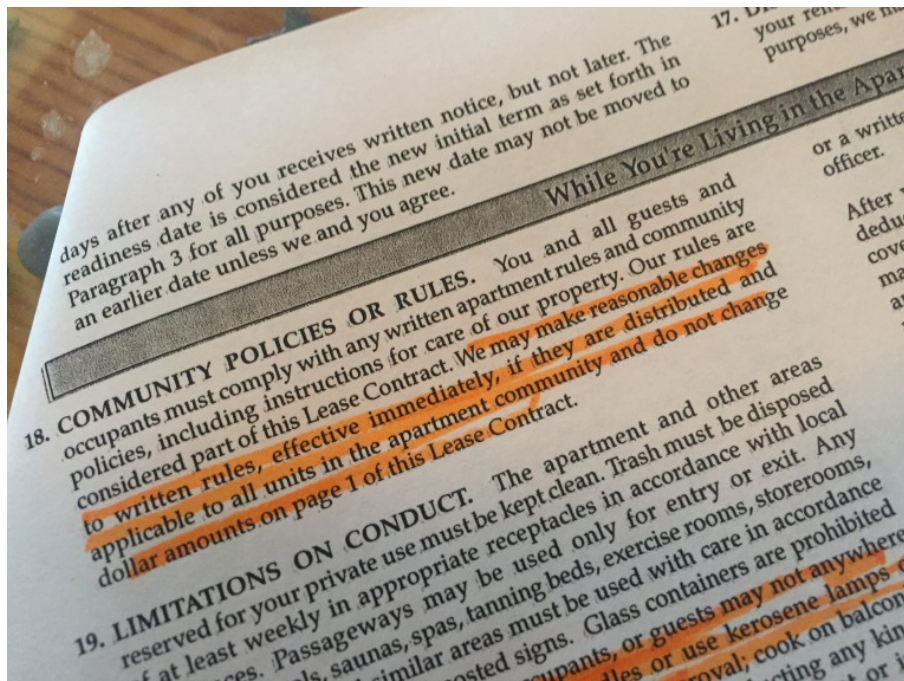 days after any of you receives written notice, but not later. The
readiness date is considered the new initial term as set forth in
Paragraph 3 for all purposes. This new date may not be moved to
an earlier date unless we and you agree.
17.
your
purposes, we
While You're Living in the
18. COMMUNITY POLICIES OR RULES. You and all guests and
occupants must comply with any written apartment rules and community
policies, including instructions for care of our property. Our rules are
considered part of this Lease Contract. We may make reasonable changes
to written rules, effective immediately, if they are distributed and
applicable to all units in the apartment community and do not change
dollar amounts on page 1 of this Lease Contract.
19. LIMITATIONS ON CONDUCT. The apartment and other areas
reserved for your private use must be kept clean. Trash must be disposed
of at least weekly in appropriate receptacles in accordance with local
Passageways may be used only for entry or exit. Any
saunas, spas, tanning beds, exercise rooms, storerooms,
similar areas must be used with care in accordance
signs. Glass containers are prohibited
or guests may not anywhere
or use kerosene lamps
cook on
any
or a
officer.
After